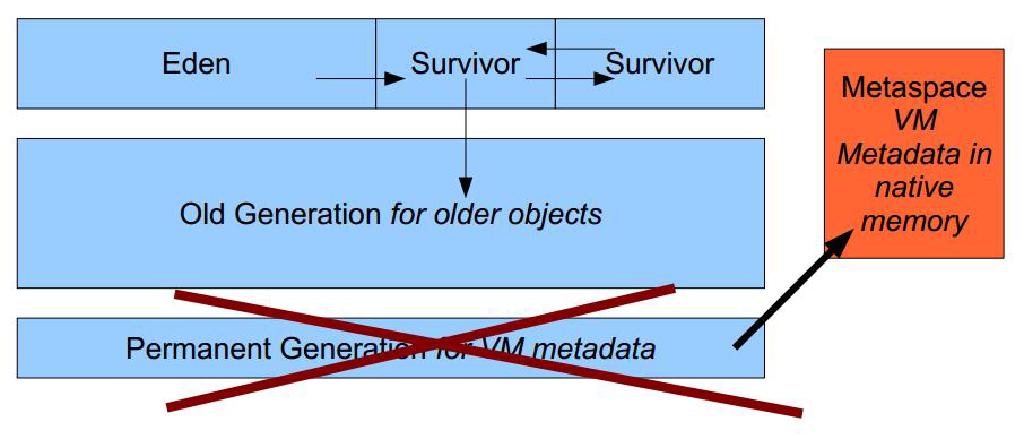 Eden
Survivor
Survivor
Metaspace
VM
Metadata in
native
memory
Old Generation for older objects
Permanent Generation for VM metadata